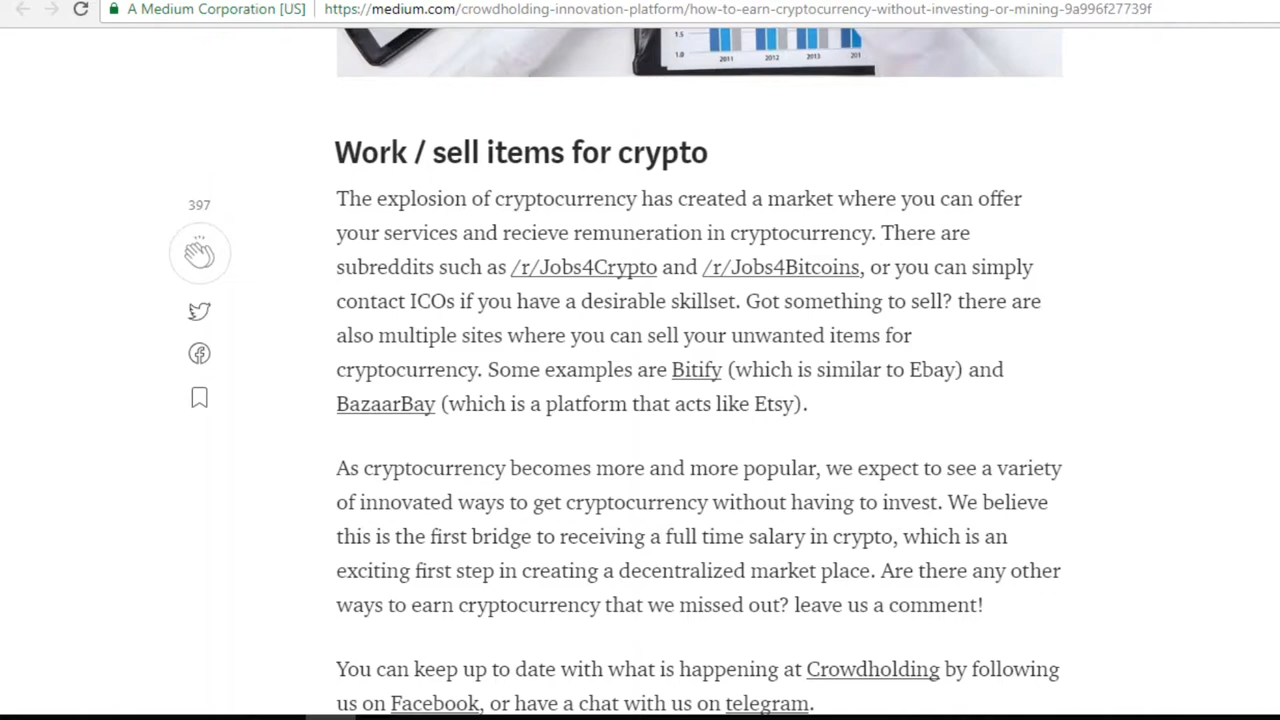 A Medium Corporation [US]
https://medium.com/crowdholding-innovation-platform/how-to-earn-cryptocurrency-without-investing-or-mining-9a996f27739f
1.5
1.0
2011 2012 2013 201
Work / sell items for crypto
397
The explosion of cryptocurrency has created a market where you can offer
your services and recieve remuneration in cryptocurrency. There are
subreddits such as /r/Jobs4Crypto and /r/Jobs4Bitcoins, or you can simply
contact ICOs if you have a desirable skillset. Got something to sell? there are
also multiple sites where you can sell your unwanted items for
cryptocurrency. Some examples are Bitify (which is similar to Ebay) and
BazaarBay (which is a platform that acts like Etsy).
As cryptocurrency becomes more and more popular, we expect to see a variety
of innovated ways to get cryptocurrency without having to invest. We believe
this is the first bridge to receiving a full time salary in crypto, which is an
exciting first step in creating a decentralized market place. Are there any other
ways to earn cryptocurrency that we missed out? leave us a comment!
You can keep up to date with what is happening at Crowdholding by following
us on Facebook, or have a chat with us on telegram.